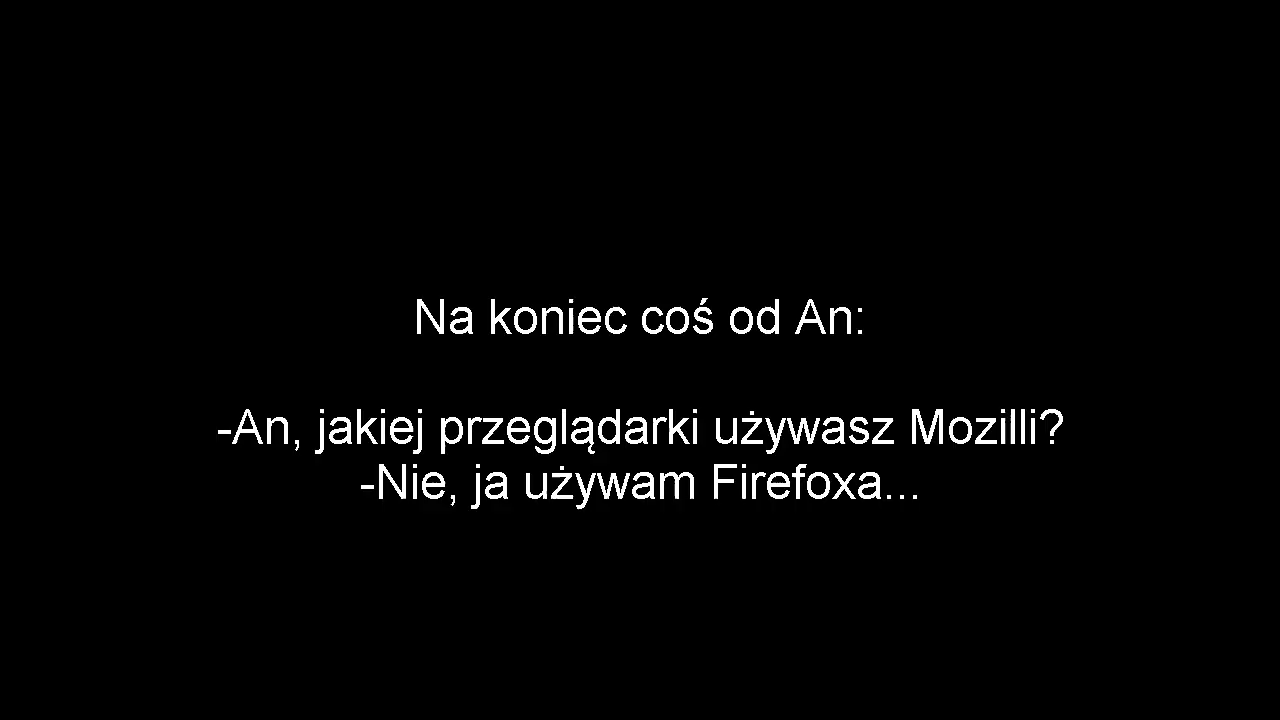 Na koniec coś od An:
-An, jakiej przeglądarki używasz Mozilli?
-Nie, ja używam Firefoxa...